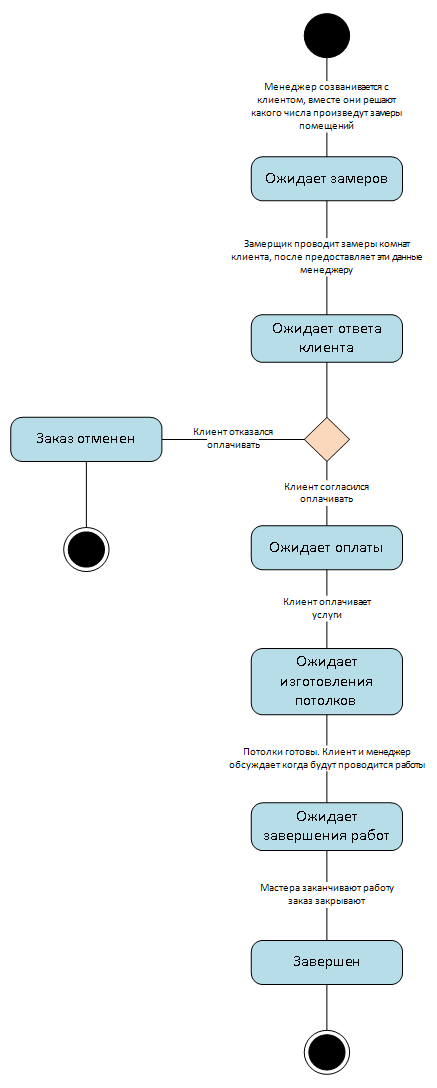 Менеджер созванивается с
клиентом, вместе они решают
какого числа произведут замеры
помещений
Ожидает замеров
Замерщик проводит замеры комнат
клиента, после предоставляет эти данные
менеджеру
Ожидает ответа
клиента
Клиент отказался
оплачивать
Заказ отменен
Клиент согласился
оплачивать
Ожидает оплаты
Клиент оплачивает
услуги
Ожидает
изготовления
потолков
Потолки готовы. Клиент и менеджер
обсуждает когда будут проводится работы
Ожидает
завершения работ
Мастера заканчивают работу
заказ закрывают
Завершен